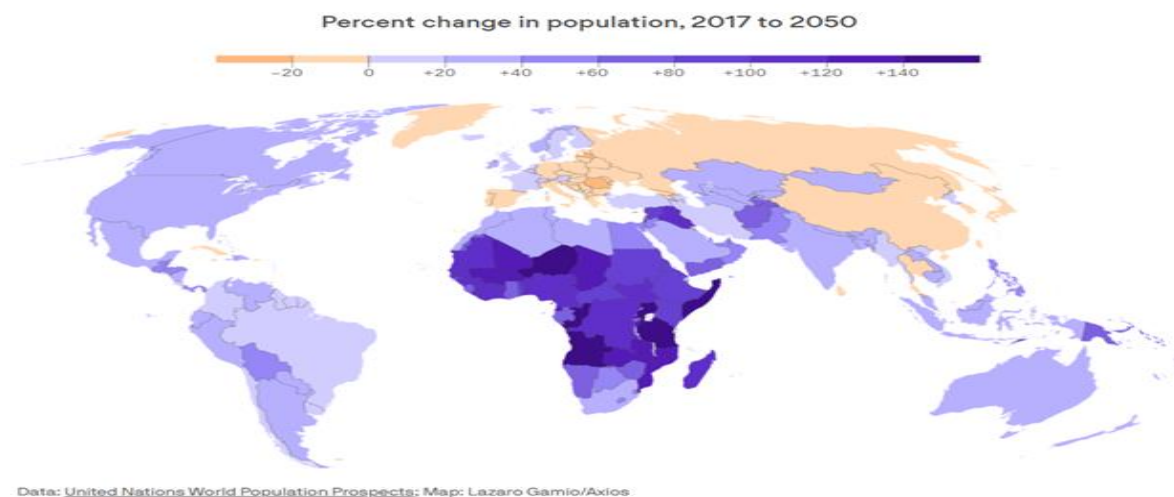 Percent change in population, 2017 to 2050
-20 0 +20 +40 +60 +80 +100 +120 +140
Data: United Nations World Population Prospects; Map: Lazaro Gamio/Axios